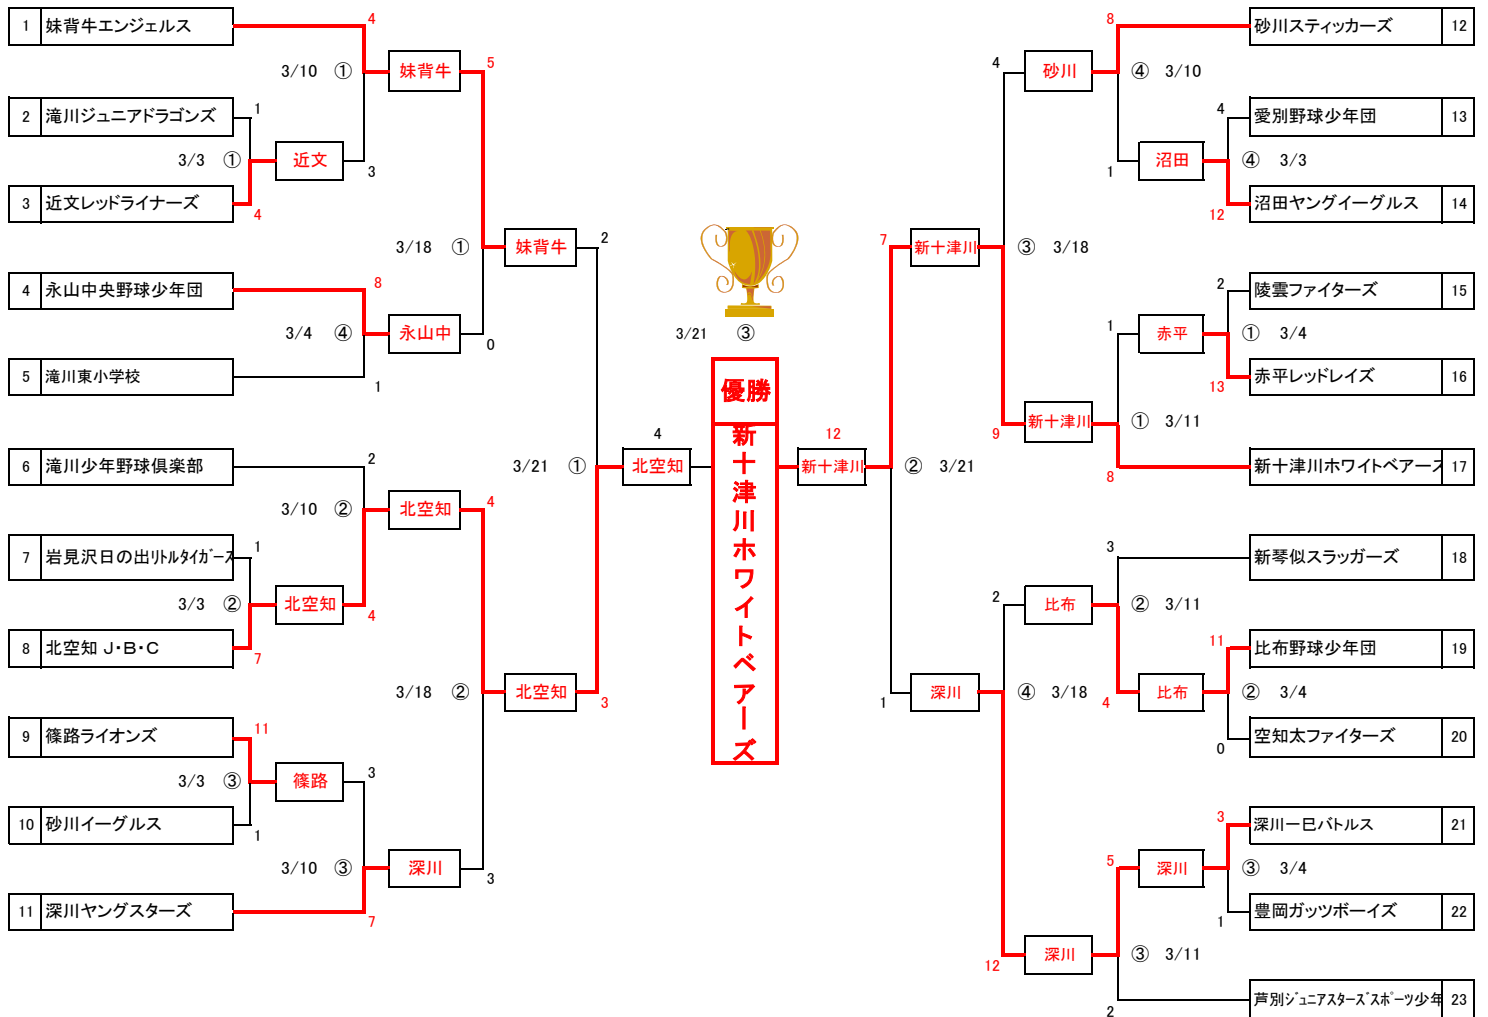 1 妹背牛エンジェルス
4
3/10 ①
妹背牛
5
2 滝川ジュニアドラゴンズ
1
3/3 ①
近文
3
3 近文レッドライナーズ
4
3/18 ①
妹背牛
2
4 永山中央野球少年団
8
3/4 ④
永山中
0
5 滝川東小学校
1
6 滝川少年野球倶楽部
2
3/10 ②
北空知
4
3/21 ①
北空知
4
7 岩見沢日の出リトルタイガース
1
3/3 ②
北空知
4
8 北空知 J・B・C
7
3/18 ②
北空知
3
9 篠路ライオンズ
11
3/3 ③
篠路
3
10 砂川イーグルス
1
3/10 ③
深川
3
11 深川ヤングスターズ
7
3/21 ③
優勝
新十津川ホワイトベアーズ
8
砂川スティッカーズ 12
4
砂川
④ 3/10
4
愛別野球少年団 13
1
沼田
④ 3/3
12
沼田ヤングイーグルス 14
7
新十津川
③ 3/18
2
陵雲ファイターズ 15
1
赤平
① 3/4
13
赤平レッドレイズ 16
9
新十津川
① 3/11
8
新十津川ホワイトベアーズ 17
12
新十津川
② 3/21
3
新琴似スラッガーズ 18
2
比布
② 3/11
11
比布野球少年団 19
1
深川
④ 3/18
4
比布
② 3/4
0
空知太ファイターズ 20
3
深川一已バトルス 21
5
深川
③ 3/4
1
豊岡ガッツボーイズ 22
12
深川
③ 3/11
2
芦別ジュニアスターズスポーツ少年 23